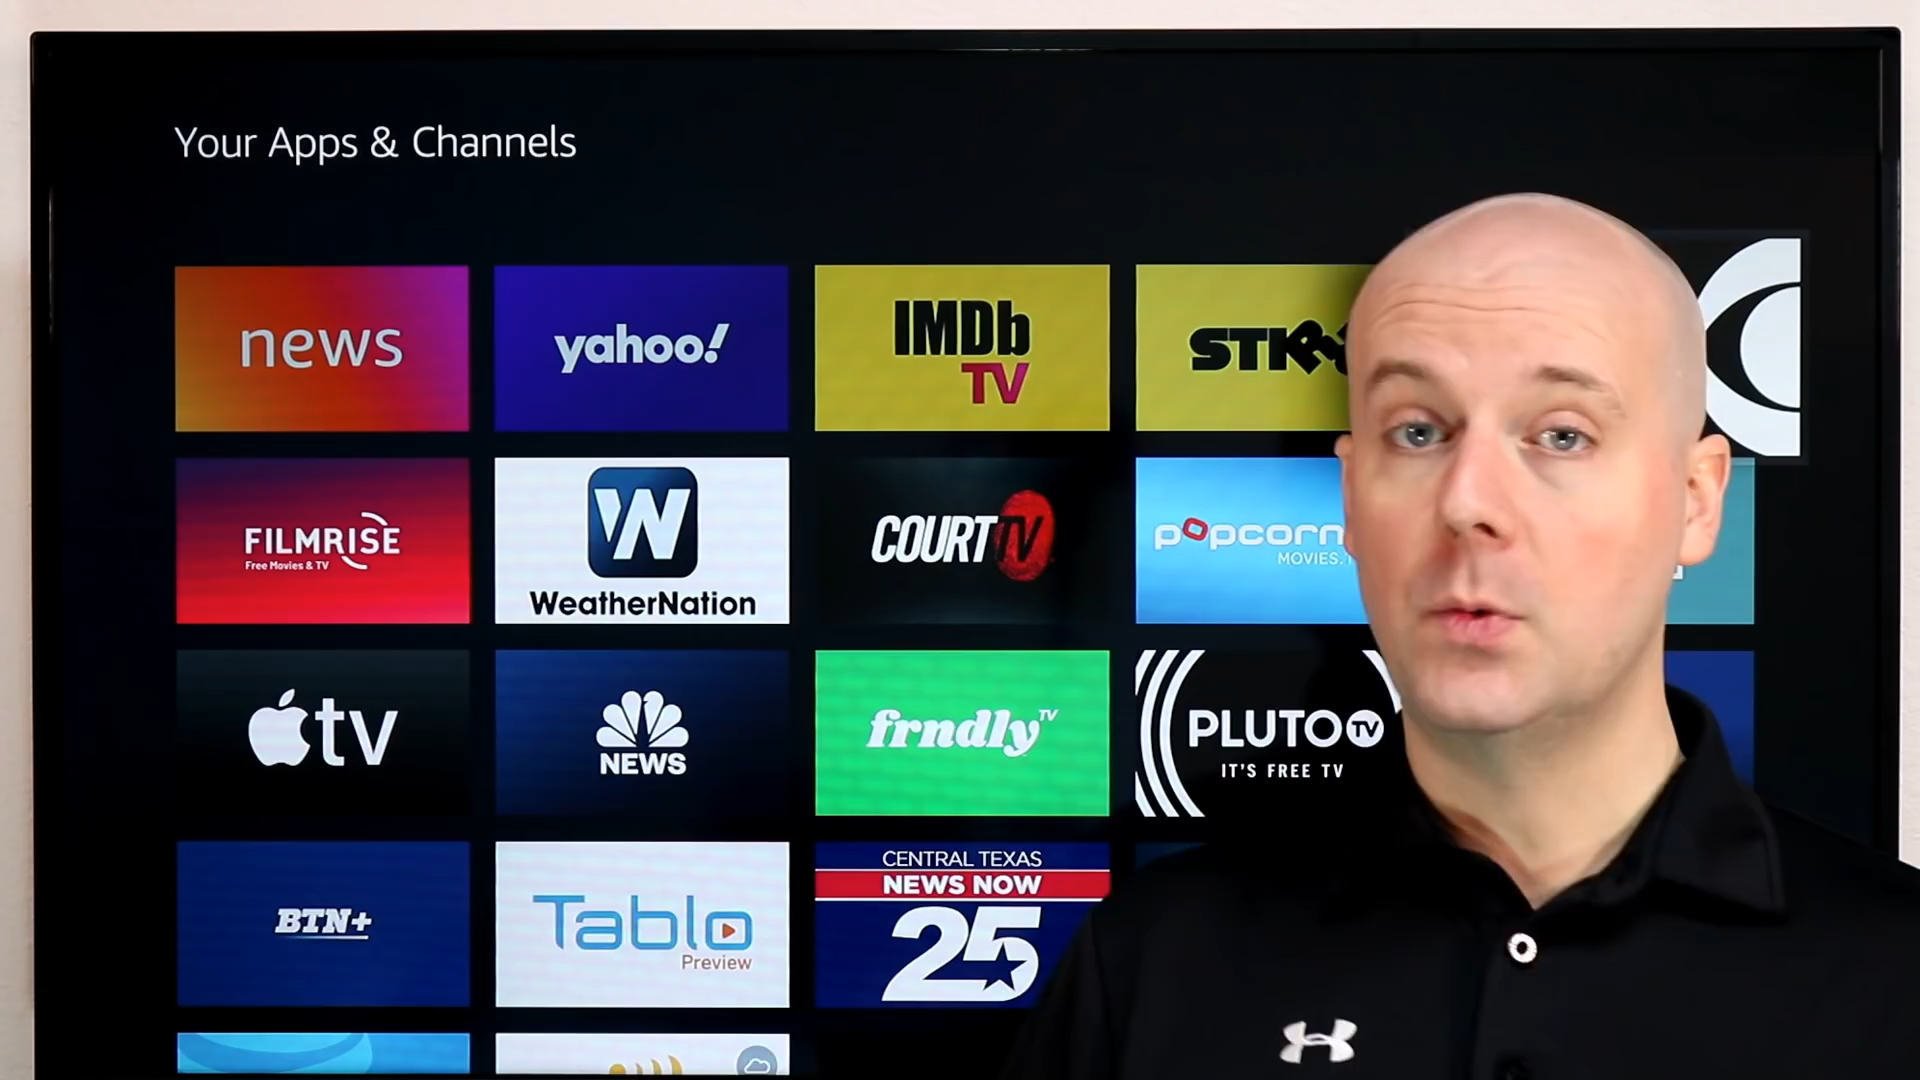 Your Apps & Channels
news
yahoo!
IMDb
TV
FILMRISE
Free Movies & TV
WeatherNation
COURT TV
popcorn
MOVIES.
tv
NEWS
frndly TV
PLUTO TV
IT'S FREE TV
BTN+
Tablo
Preview
CENTRAL TEXAS
NEWS NOW
25